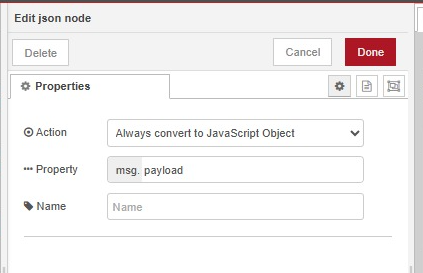 Edit json node
Delete Cancel Done
Properties
Action Always convert to JavaScript Object
Property msg. payload
Name Name